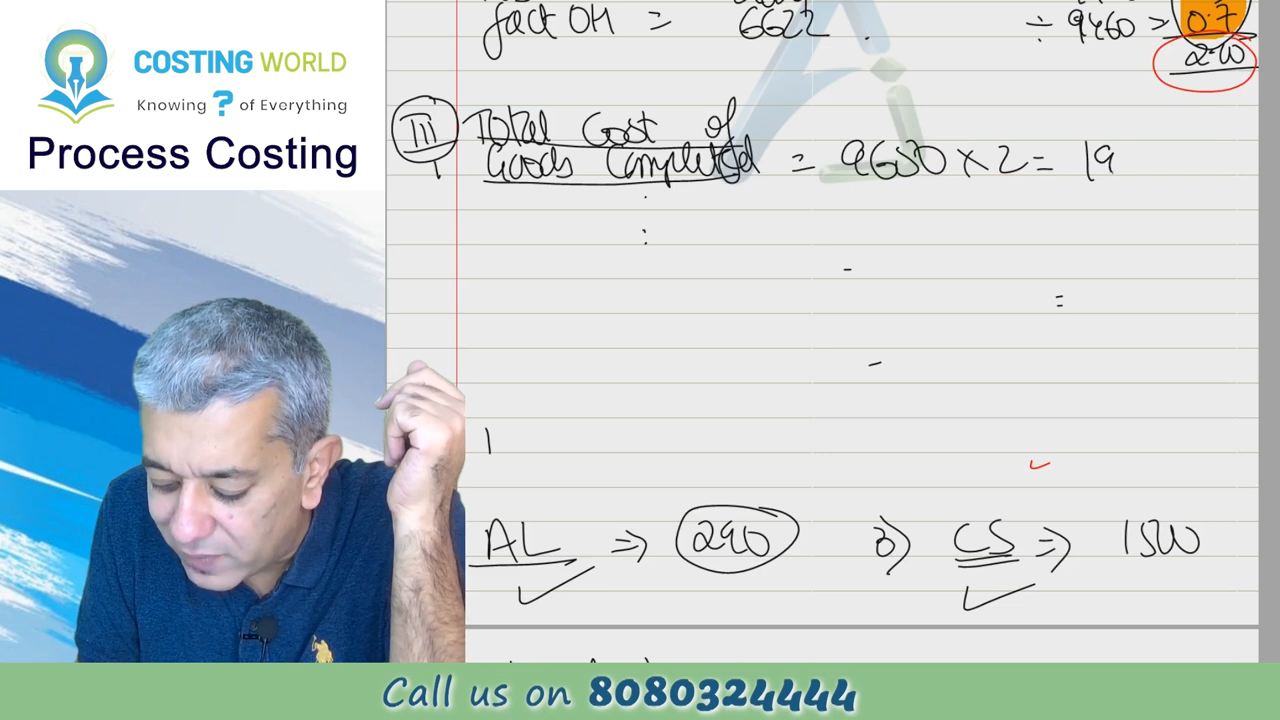 COSTING WORLD
Knowing ? of Everything
Process Costing
fact OH = 6622 ÷ 9460 = 0.7
III Total Cost of
Goods Completed = 9650 × 2 = 19
AL ⇒ 290 CS ⇒ 1500
Call us on 8080324444